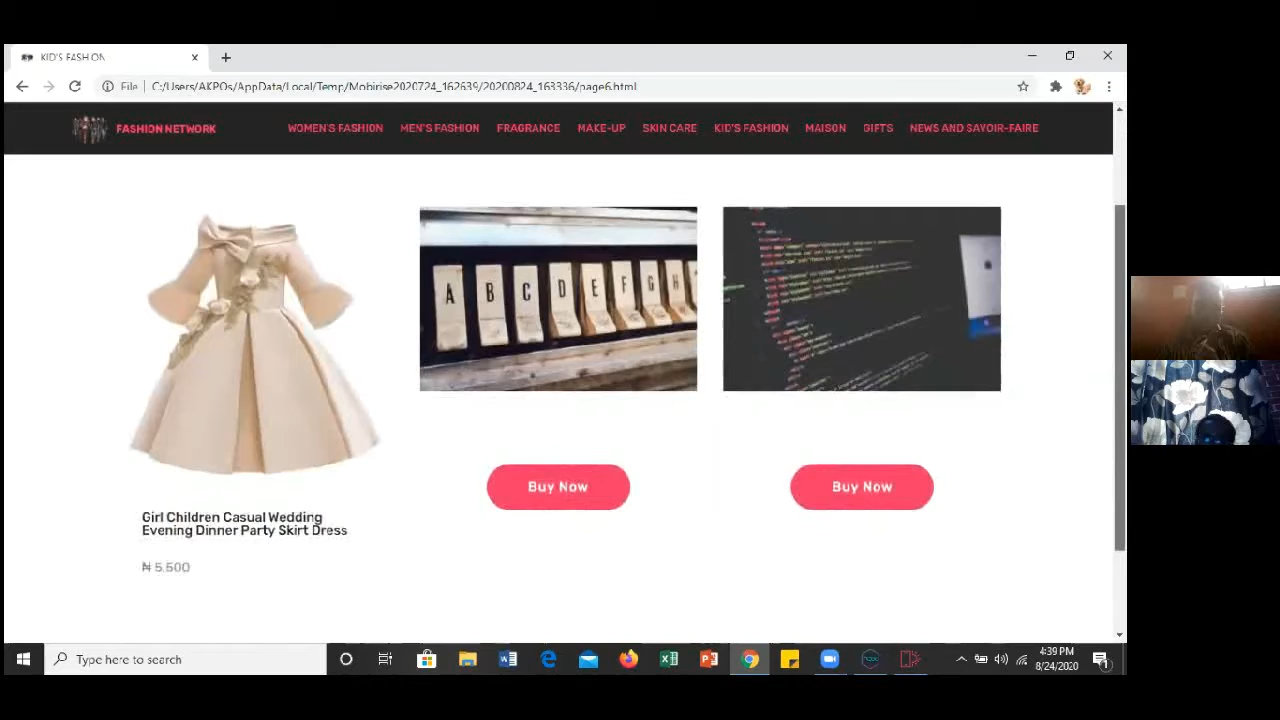 KID'S FASHION
File
C:/Users/AKPOs/AppData/Local/Temp/Mobirise2020724_162639/20200824_163336/page6.html
FASHION NETWORK
WOMEN'S FASHION MEN'S FASHION FRAGRANCE MAKE-UP SKIN CARE KID'S FASHION MAISON GIFTS NEWS AND SAVOIR-FAIRE
A B C D E F G H
Buy Now
Buy Now
Girl Children Casual Wedding
Evening Dinner Party Skirt Dress
₦ 5,500
Type here to search
4:39 PM
8/24/2020